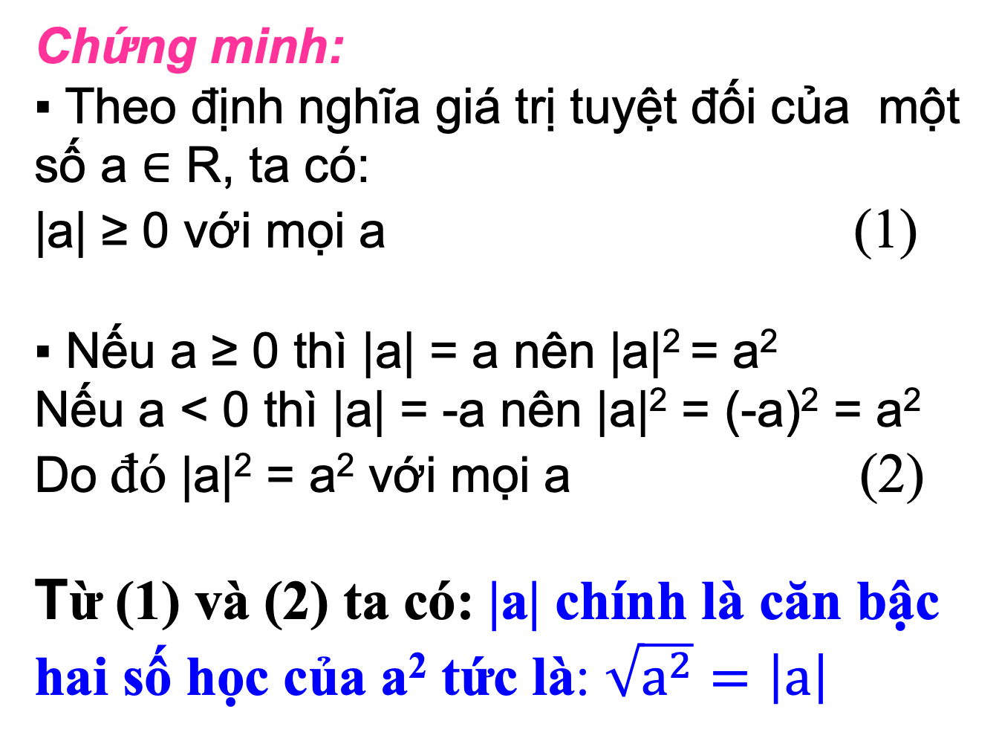 Chứng minh:
▪ Theo định nghĩa giá trị tuyệt đối của một
số a ∈ R, ta có:
|a| ≥ 0 với mọi a (1)
▪ Nếu a ≥ 0 thì |a| = a nên |a|² = a²
Nếu a < 0 thì |a| = -a nên |a|² = (-a)² = a²
Do đó |a|² = a² với mọi a (2)
Từ (1) và (2) ta có: |a| chính là căn bậc
hai số học của a² tức là: √a² = |a|